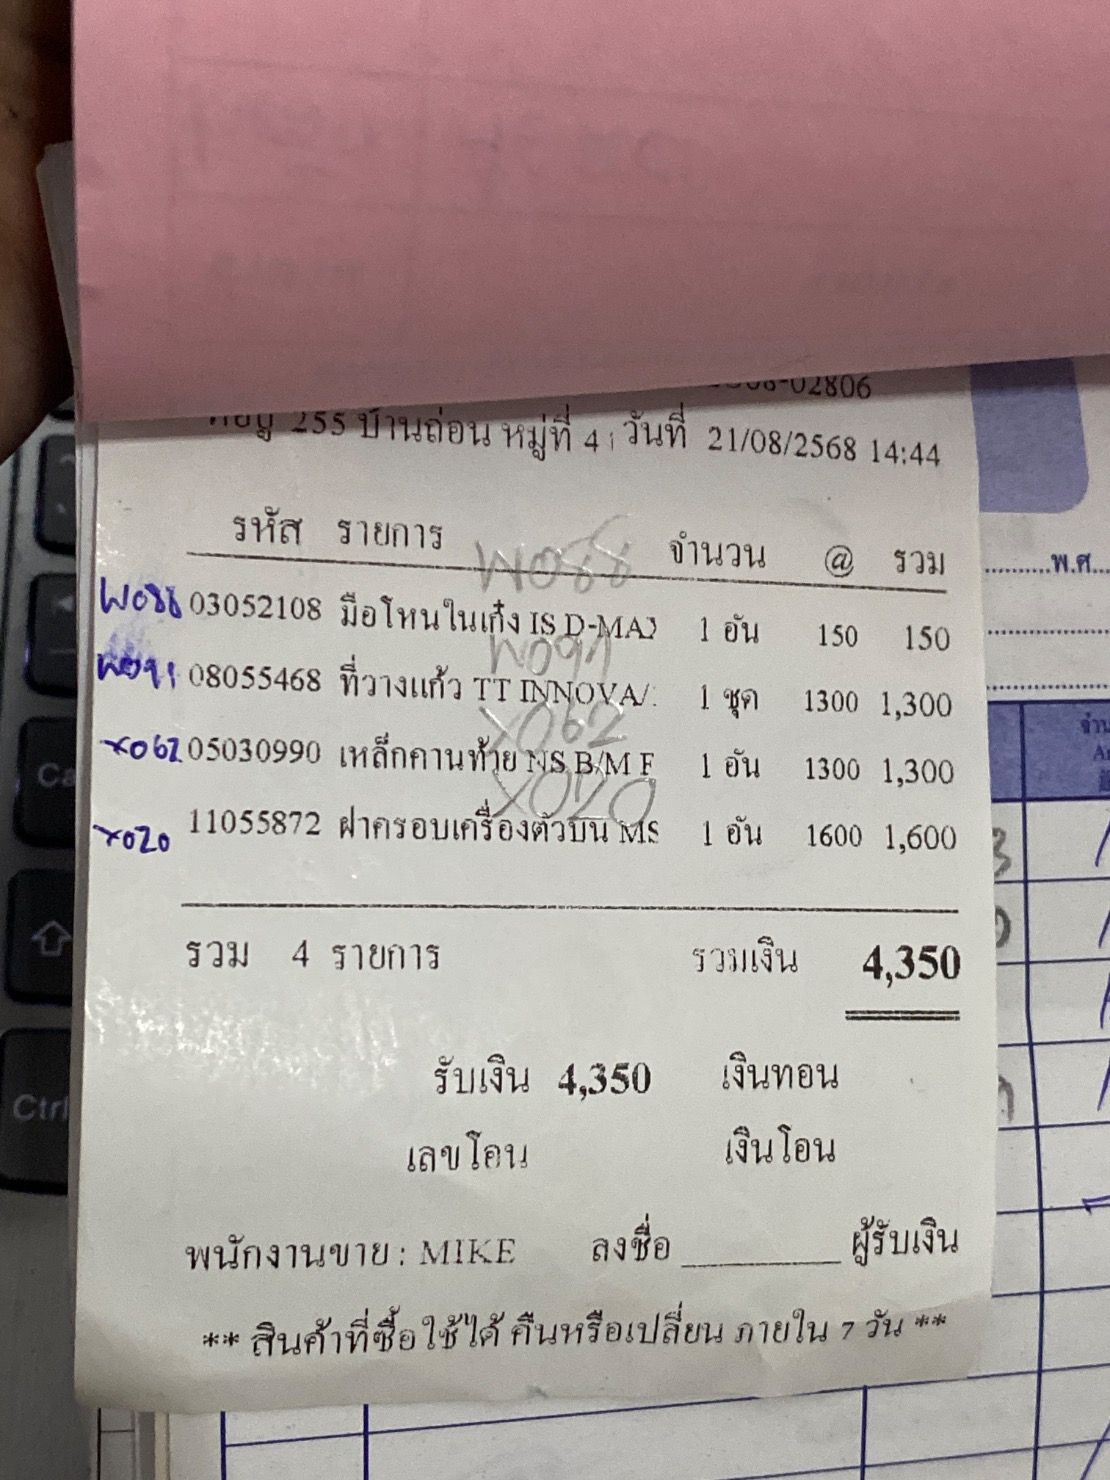 02806
255 บ้านถ่อน หมู่ที่ 4 วันที่ 21/08/2568 14:44
รหัส รายการ จำนวน @ รวม
W088
W088 03052108 มือโหนในเก๋ง IS D-MAX 1 อัน 150 150
W091
W091 08055468 ที่วางแก้ว TT INNOVA/ 1 ชุด 1300 1,300
X062
X062 05030990 เหล็กคานท้าย NS B/M F 1 อัน 1300 1,300
X020
X020 11055872 ฝาครอบเครื่องตัวบน MS 1 อัน 1600 1,600
รวม 4 รายการ รวมเงิน 4,350
รับเงิน 4,350 เงินทอน
เลขโอน เงินโอน
พนักงานขาย : MIKE ลงชื่อ ผู้รับเงิน
** สินค้าที่ซื้อใช้ได้ คืนหรือเปลี่ยน ภายใน 7 วัน **
พ.ศ.
Ctrl